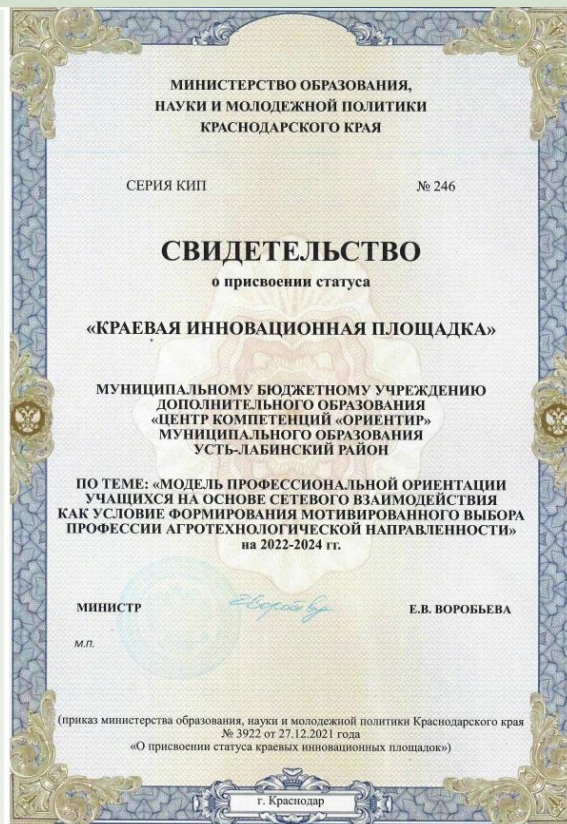 МИНИСТЕРСТВО ОБРАЗОВАНИЯ,
НАУКИ И МОЛОДЕЖНОЙ ПОЛИТИКИ
КРАСНОДАРСКОГО КРАЯ
СЕРИЯ КИП № 246
СВИДЕТЕЛЬСТВО
о присвоении статуса
«КРАЕВАЯ ИННОВАЦИОННАЯ ПЛОЩАДКА»
МУНИЦИПАЛЬНОМУ БЮДЖЕТНОМУ УЧРЕЖДЕНИЮ
ДОПОЛНИТЕЛЬНОГО ОБРАЗОВАНИЯ
«ЦЕНТР КОМПЕТЕНЦИЙ «ОРИЕНТИР»
МУНИЦИПАЛЬНОГО ОБРАЗОВАНИЯ
УСТЬ-ЛАБИНСКИЙ РАЙОН
ПО ТЕМЕ: «МОДЕЛЬ ПРОФЕССИОНАЛЬНОЙ ОРИЕНТАЦИИ
УЧАЩИХСЯ НА ОСНОВЕ СЕТЕВОГО ВЗАИМОДЕЙСТВИЯ
КАК УСЛОВИЕ ФОРМИРОВАНИЯ МОТИВИРОВАННОГО ВЫБОРА
ПРОФЕССИИ АГРОТЕХНОЛОГИЧЕСКОЙ НАПРАВЛЕННОСТИ»
на 2022-2024 гг.
МИНИСТР Е.В. ВОРОБЬЕВА
М.П.
(приказ министерства образования, науки и молодежной политики Краснодарского края
№ 3922 от 27.12.2021 года
«О присвоении статуса краевых инновационных площадок»)
г. Краснодар